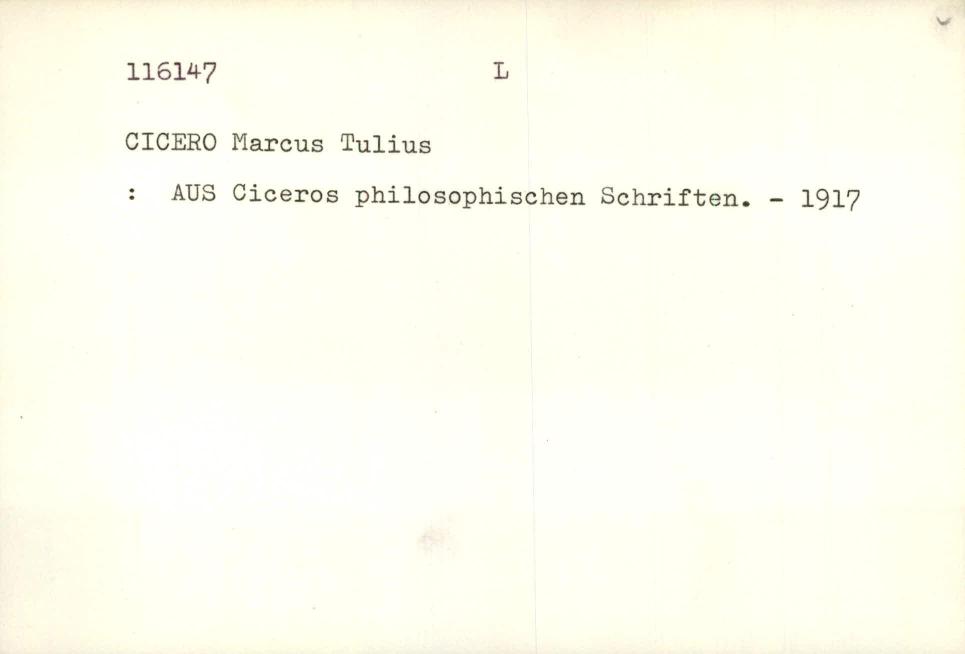 116147 L
CICERO Marcus Tulius
: AUS Ciceros philosophischen Schriften. - 1917